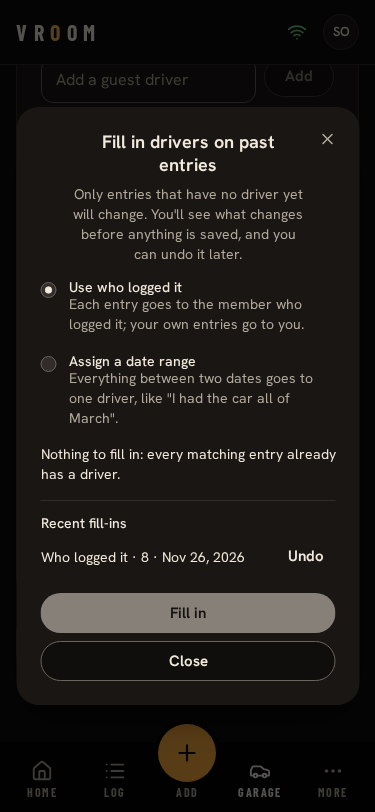 VROOM
SO
Add a guest driver
Add
Fill in drivers on past
entries
Only entries that have no driver yet
will change. You'll see what changes
before anything is saved, and you
can undo it later.
Use who logged it
Each entry goes to the member who
logged it; your own entries go to you.
Assign a date range
Everything between two dates goes to
one driver, like "I had the car all of
March".
Nothing to fill in: every matching entry already
has a driver.
Recent fill-ins
Who logged it · 8 · Nov 26, 2026
Undo
Fill in
Close
HOME
LOG
ADD
GARAGE
MORE